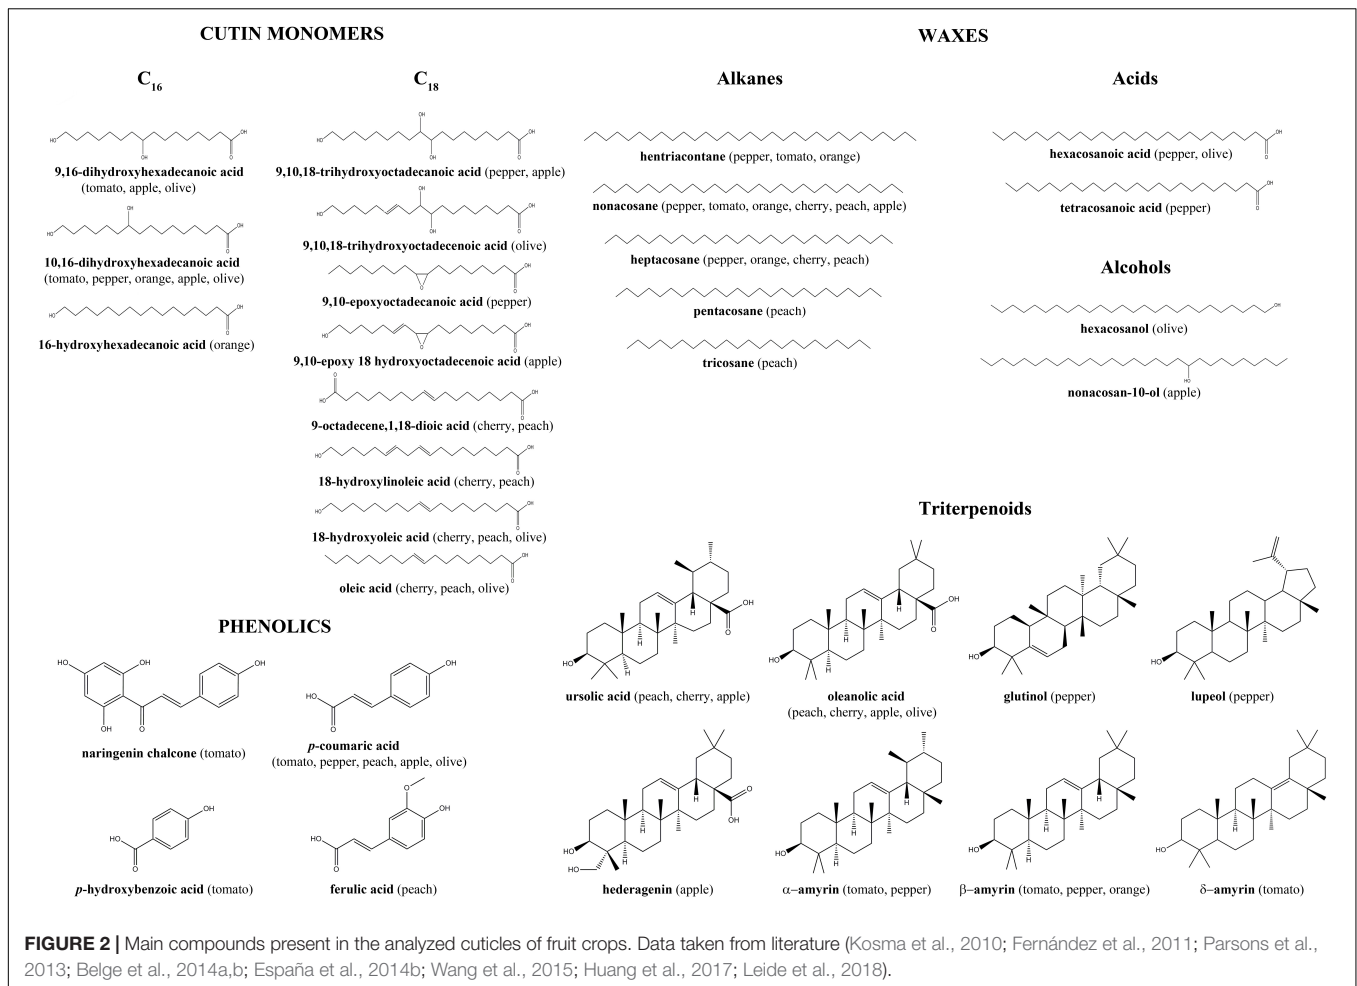 CUTIN MONOMERS
C16
9,16-dihydroxyhexadecanoic acid
(tomato, apple, olive)
10,16-dihydroxyhexadecanoic acid
(tomato, pepper, orange, apple, olive)
16-hydroxyhexadecanoic acid (orange)
C18
9,10,18-trihydroxyoctadecanoic acid (pepper, apple)
9,10,18-trihydroxyoctadecenoic acid (olive)
9,10-epoxyoctadecanoic acid (pepper)
9,10-epoxy 18 hydroxyoctadecenoic acid (apple)
9-octadecene,1,18-dioic acid (cherry, peach)
18-hydroxylinoleic acid (cherry, peach)
18-hydroxyoleic acid (cherry, peach, olive)
oleic acid (cherry, peach, olive)
WAXES
Alkanes
hentriacontane (pepper, tomato, orange)
nonacosane (pepper, tomato, orange, cherry, peach, apple)
heptacosane (pepper, orange, cherry, peach)
pentacosane (peach)
tricosane (peach)
Acids
hexacosanoic acid (pepper, olive)
tetracosanoic acid (pepper)
Alcohols
hexacosanol (olive)
nonacosan-10-ol (apple)
Triterpenoids
ursolic acid (peach, cherry, apple)
oleanolic acid
(peach, cherry, apple, olive)
glutinol (pepper)
lupeol (pepper)
hederagenin (apple)
α−amyrin (tomato, pepper)
β−amyrin (tomato, pepper, orange)
δ−amyrin (tomato)
PHENOLICS
naringenin chalcone (tomato)
p-coumaric acid
(tomato, pepper, peach, apple, olive)
p-hydroxybenzoic acid (tomato)
ferulic acid (peach)
FIGURE 2 | Main compounds present in the analyzed cuticles of fruit crops. Data taken from literature (Kosma et al., 2010; Fernández et al., 2011; Parsons et al.,
2013; Belge et al., 2014a,b; España et al., 2014b; Wang et al., 2015; Huang et al., 2017; Leide et al., 2018).